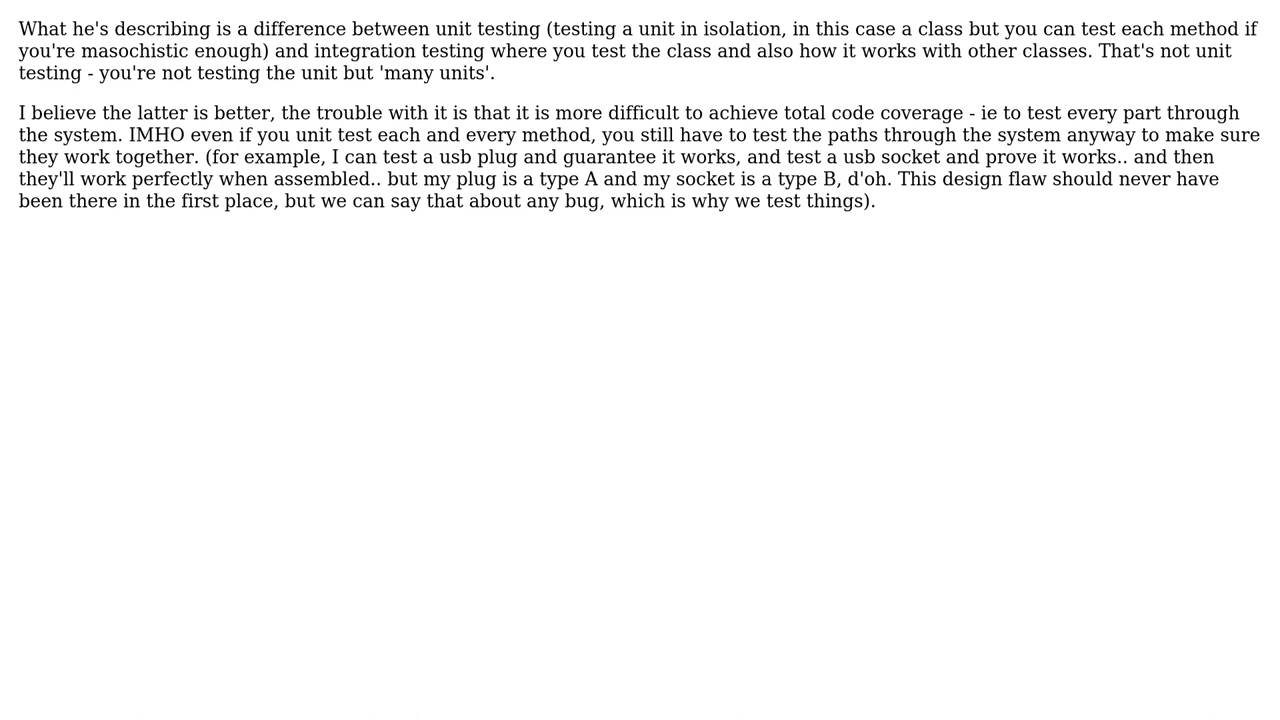 What he's describing is a difference between unit testing (testing a unit in isolation, in this case a class but you can test each method if
you're masochistic enough) and integration testing where you test the class and also how it works with other classes. That's not unit
testing - you're not testing the unit but 'many units'.
I believe the latter is better, the trouble with it is that it is more difficult to achieve total code coverage - ie to test every part through
the system. IMHO even if you unit test each and every method, you still have to test the paths through the system anyway to make sure
they work together. (for example, I can test a usb plug and guarantee it works, and test a usb socket and prove it works.. and then
they'll work perfectly when assembled.. but my plug is a type A and my socket is a type B, d'oh. This design flaw should never have
been there in the first place, but we can say that about any bug, which is why we test things).